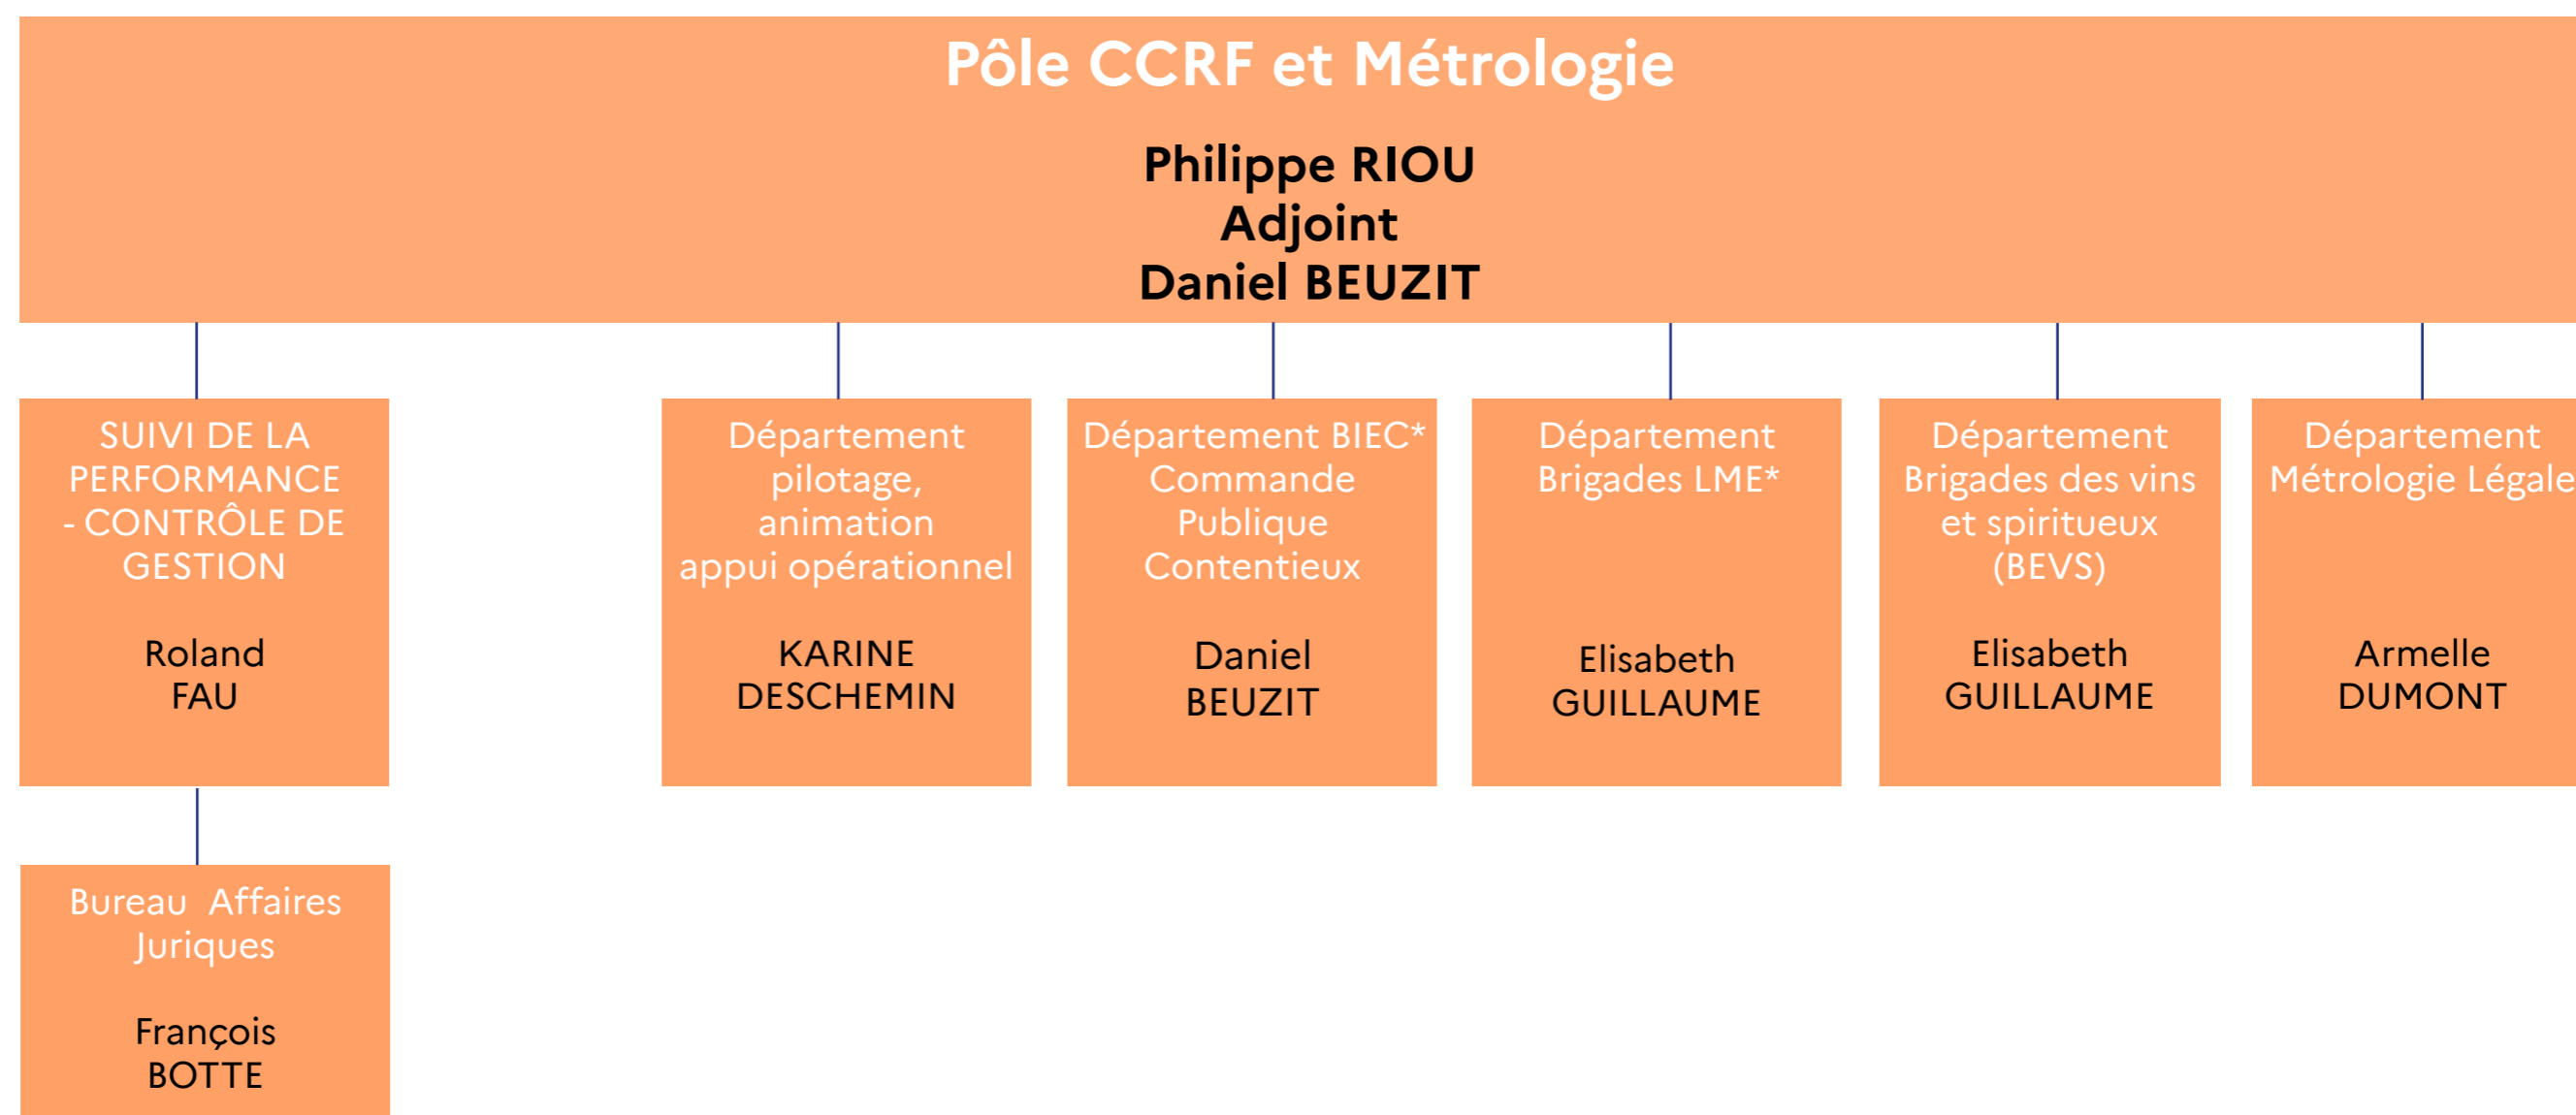 Pôle CCRF et Métrologie
Philippe RIOU
Adjoint
Daniel BEUZIT
SUIVI DE LA
PERFORMANCE
- CONTRÔLE DE
GESTION
Roland
FAU
Département
pilotage,
animation
appui opérationnel
KARINE
DESCHEMIN
Département BIEC*
Commande
Publique
Contentieux
Daniel
BEUZIT
Département
Brigades LME*
Elisabeth
GUILLAUME
Département
Brigades des vins
et spiritueux
(BEVS)
Elisabeth
GUILLAUME
Département
Métrologie Légale
Armelle
DUMONT
Bureau  Affaires
Juriques
François
BOTTE